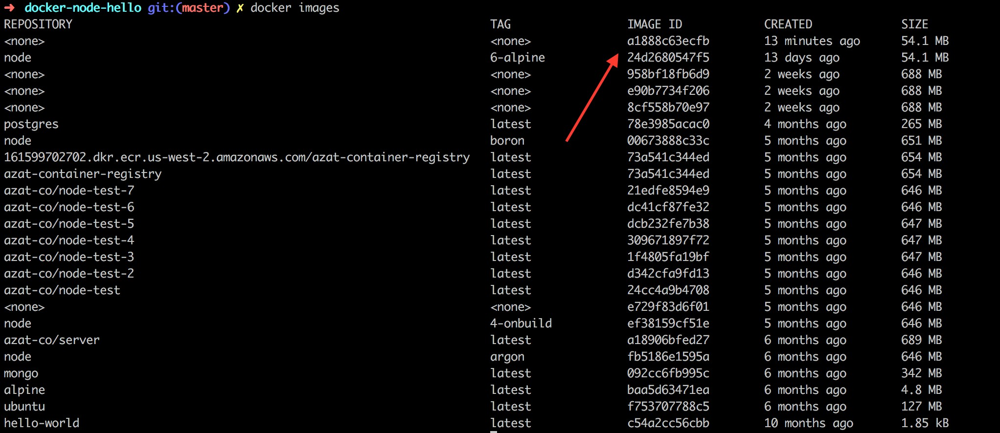 ➜ docker-node-hello git:(master) ✗ docker images
REPOSITORY TAG IMAGE ID CREATED SIZE
<none> <none> a1888c63ecfb 13 minutes ago 54.1 MB
node 6-alpine 24d2680547f5 13 days ago 54.1 MB
<none> <none> 958bf18fb6d9 2 weeks ago 688 MB
<none> <none> e90b7734f206 2 weeks ago 688 MB
<none> <none> 8cf558b70e97 2 weeks ago 688 MB
postgres latest 78e3985acac0 4 months ago 265 MB
node boron 00673888c33c 5 months ago 651 MB
161599702702.dkr.ecr.us-west-2.amazonaws.com/azat-container-registry latest 73a541c344ed 5 months ago 654 MB
azat-container-registry latest 73a541c344ed 5 months ago 654 MB
azat-co/node-test-7 latest 21edfe8594e9 5 months ago 646 MB
azat-co/node-test-6 latest dc41cf87fe32 5 months ago 646 MB
azat-co/node-test-5 latest dcb232fe7b38 5 months ago 647 MB
azat-co/node-test-4 latest 309671897f72 5 months ago 647 MB
azat-co/node-test-3 latest 1f4805fa19bf 5 months ago 647 MB
azat-co/node-test-2 latest d342cfa9fd13 5 months ago 646 MB
azat-co/node-test latest 24cc4a9b4708 5 months ago 646 MB
<none> <none> e729f83d6f01 5 months ago 646 MB
node 4-onbuild ef38159cf51e 5 months ago 646 MB
azat-co/server latest a18906bfed27 6 months ago 689 MB
node argon fb5186e1595a 6 months ago 646 MB
mongo latest 092cc6fb995c 6 months ago 342 MB
alpine latest baa5d63471ea 6 months ago 4.8 MB
ubuntu latest f753707788c5 6 months ago 127 MB
hello-world latest c54a2cc56cbb 10 months ago 1.85 kB